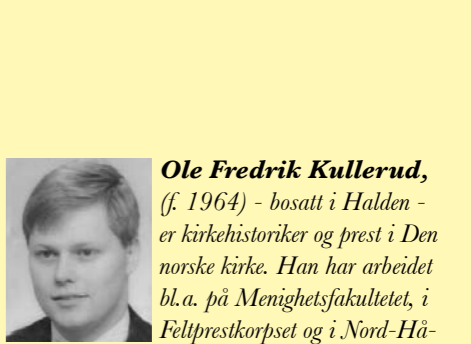 Ole Fredrik Kullerud,
(f. 1964) - bosatt i Halden -
er kirkehistoriker og prest i Den
norske kirke. Han har arbeidet
bl.a. på Menighetsfakultetet, i
Feltprestkorpset og i Nord-Hå-